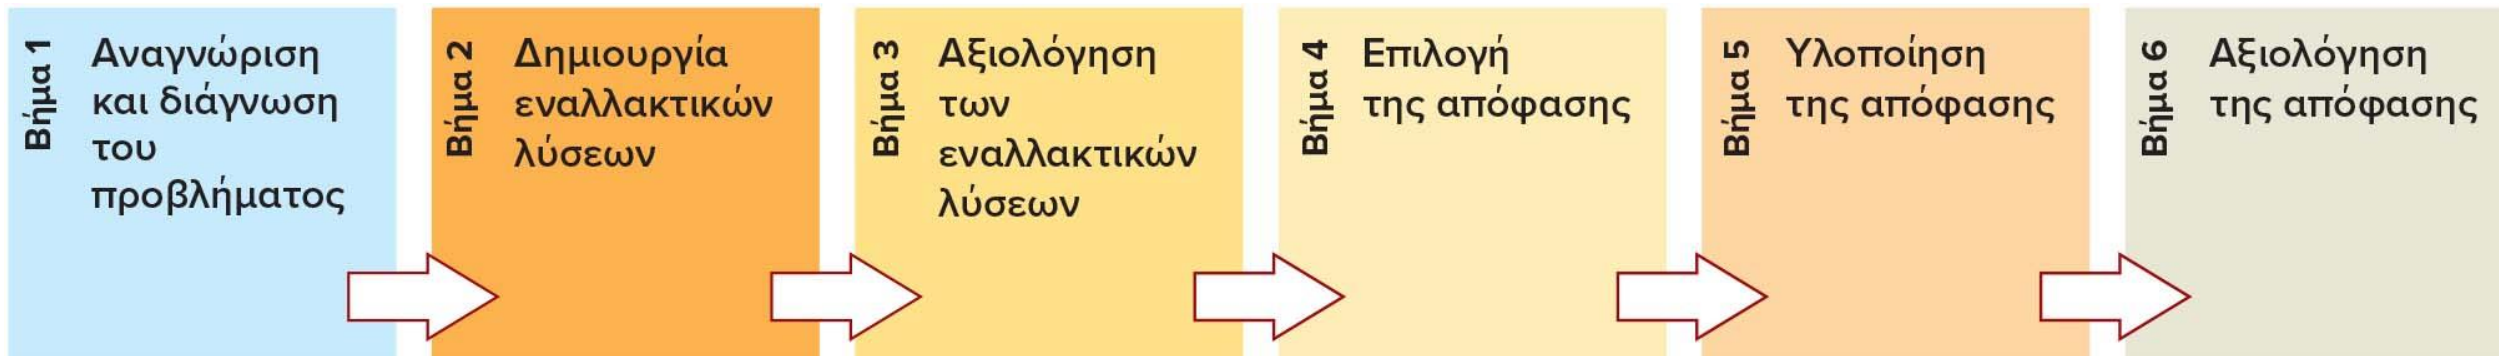 Βήμα 1
Αναγνώριση
και διάγνωση
του
προβλήματος
Βήμα 2
Δημιουργία
εναλλακτικών
λύσεων
Βήμα 3
Αξιολόγηση
των
εναλλακτικών
λύσεων
Βήμα 4
Επιλογή
της απόφασης
Βήμα 5
Υλοποίηση
της απόφασης
Βήμα 6
Αξιολόγηση
της απόφασης